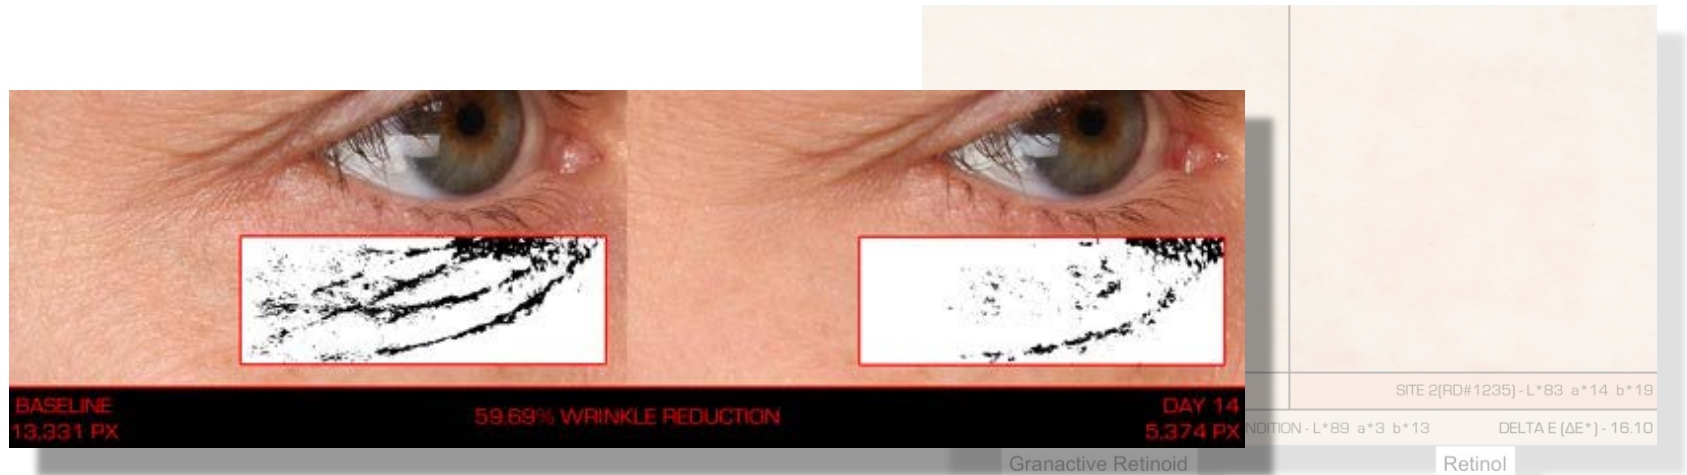 BASELINE
13,331 PX
59.69% WRINKLE REDUCTION
DAY 14
5,374 PX
SITE 2(RD#1235) - L*83 a*14 b*19
NDITION - L*89 a*3 b*13
DELTA E (ΔE*) - 16.10
Granactive Retinoid
Retinol